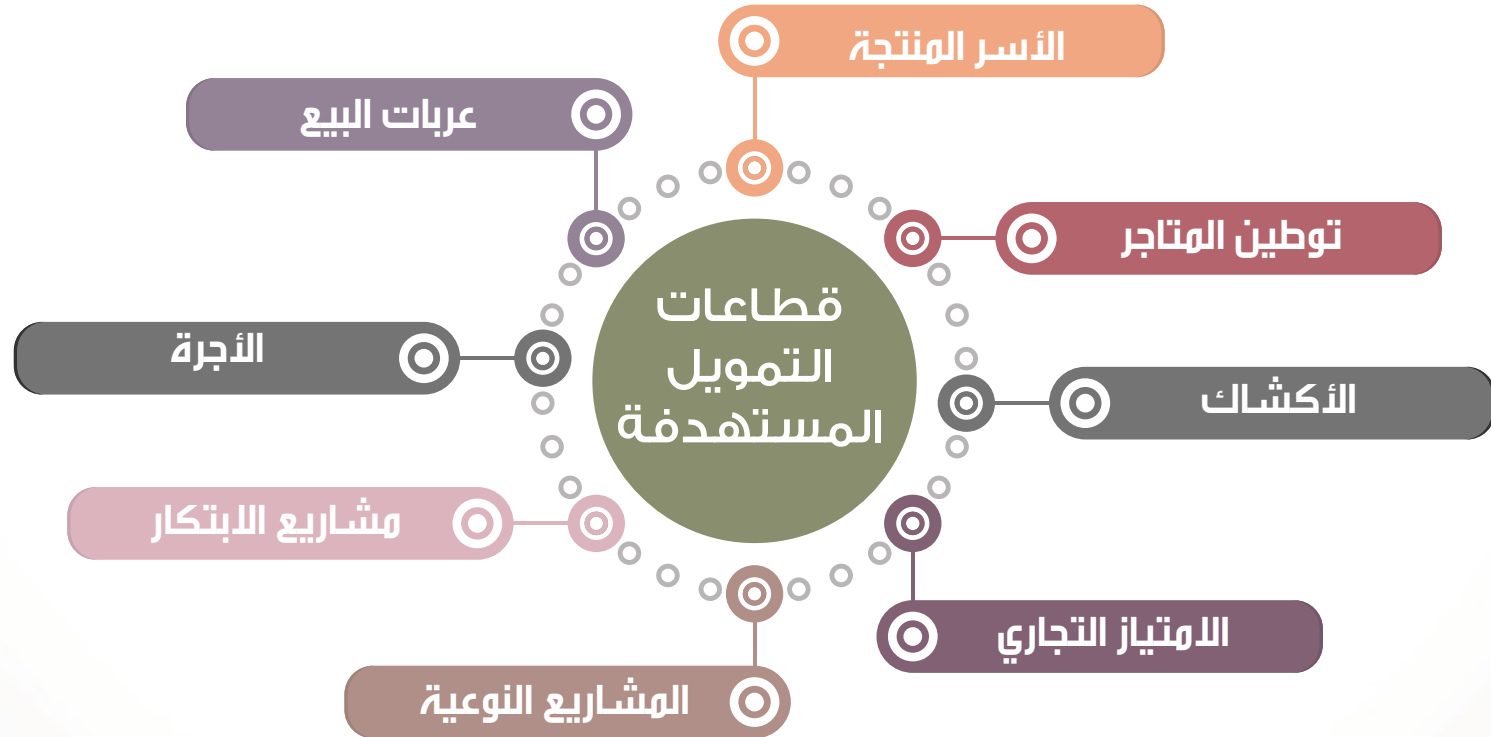 الأسر المنتجة
عربات البيع
توطين المتاجر
قطاعات
التمويل
المستهدفة
الأجرة
الأكشاك
مشاريع الابتكار
الامتياز التجاري
المشاريع النوعية